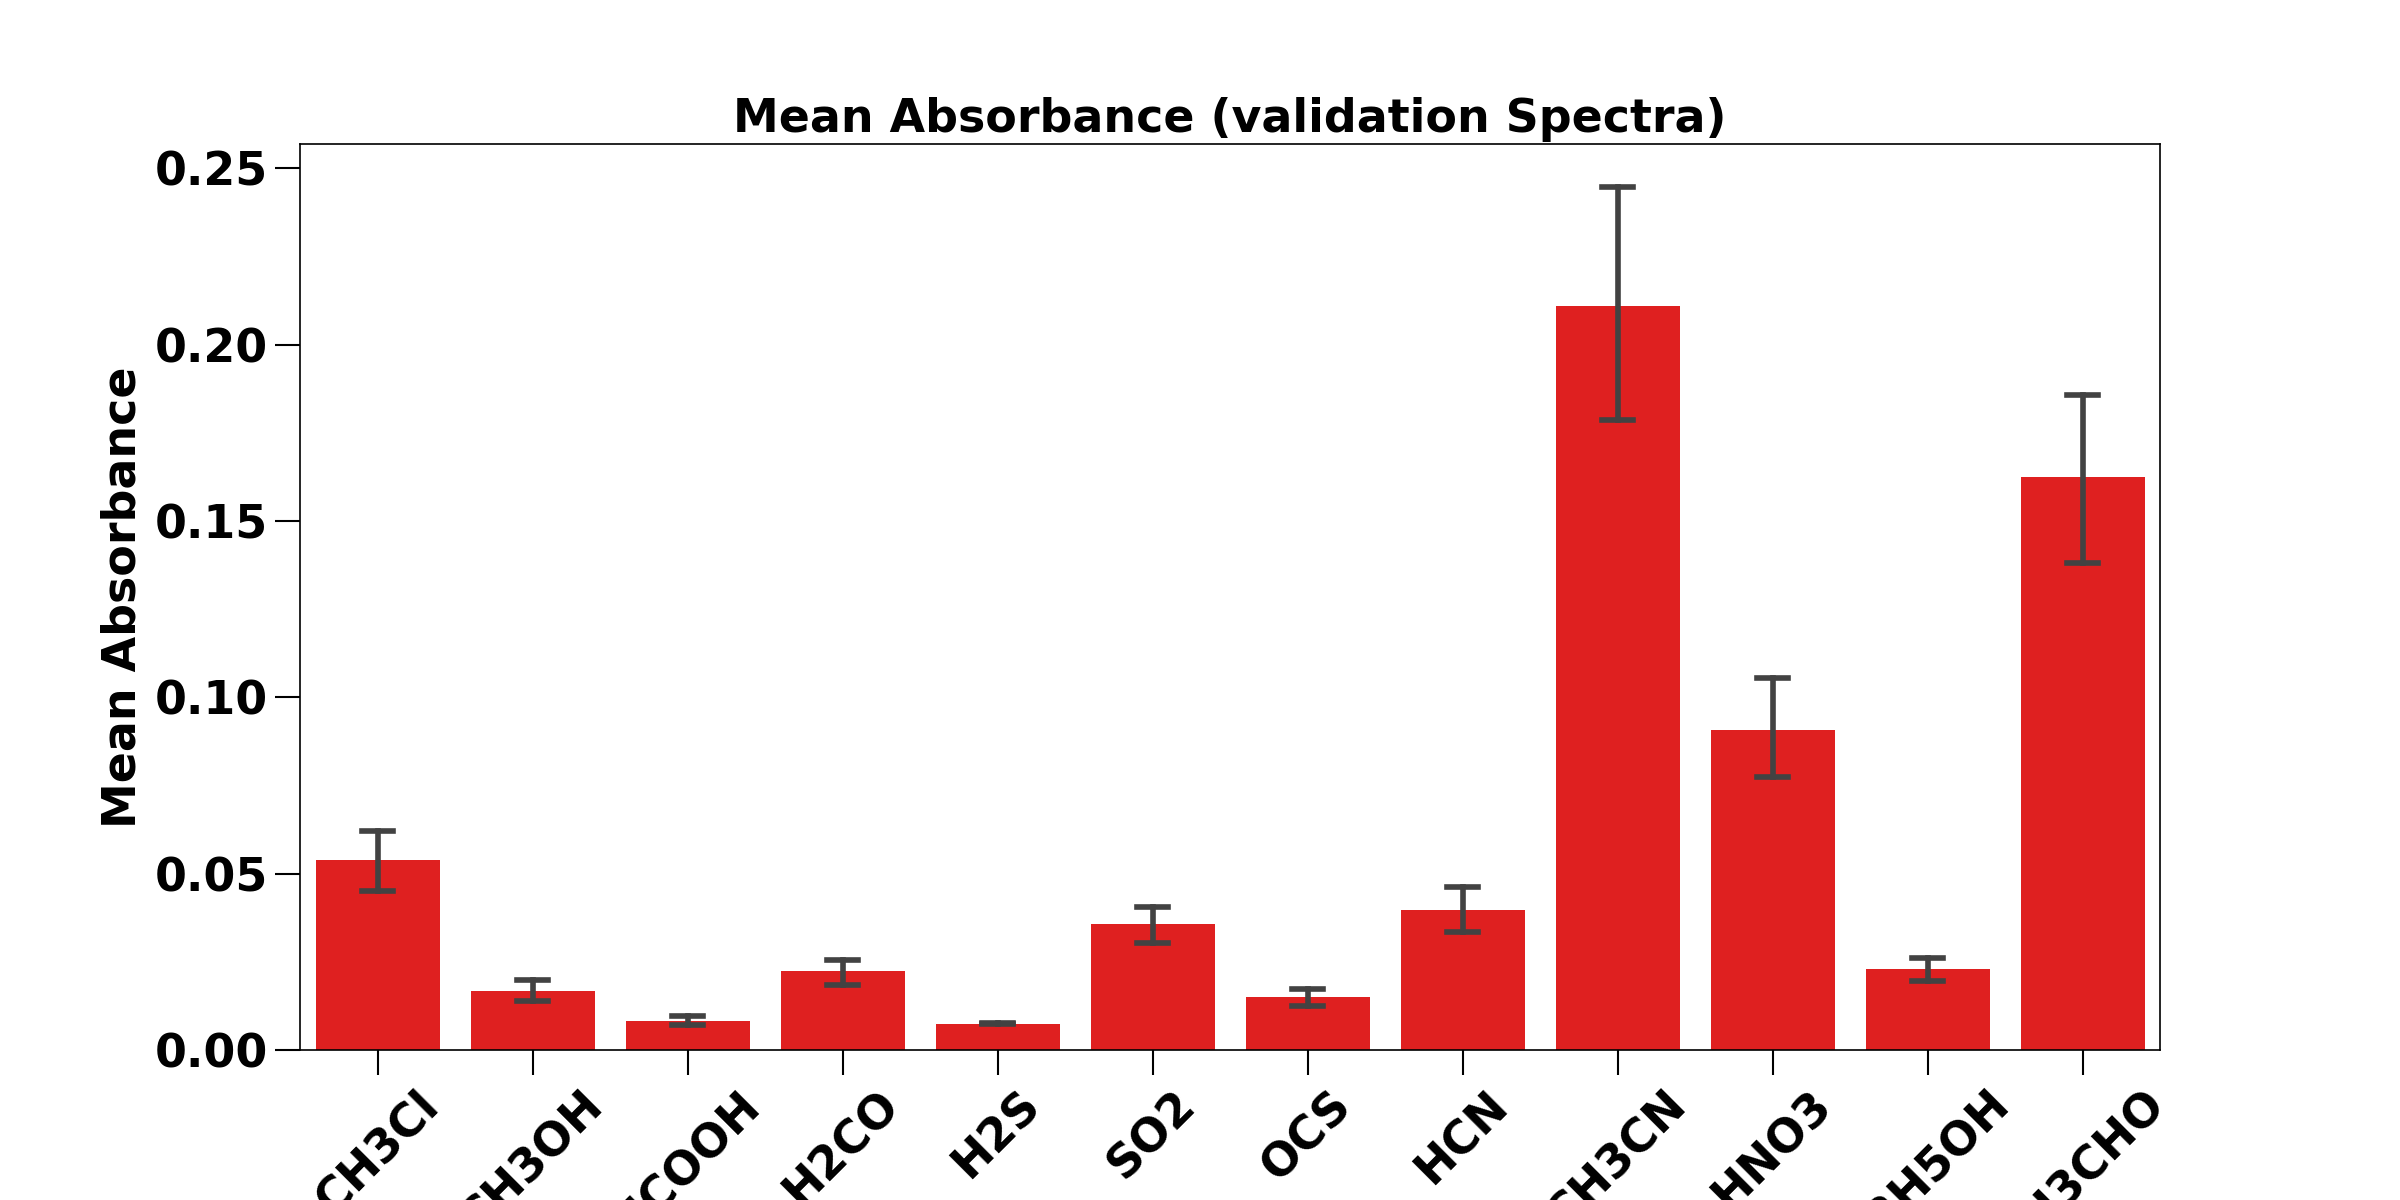 Mean Absorbance (validation Spectra)
Mean Absorbance
0.25
0.20
0.15
0.10
0.05
0.00
CH3Cl
H2CO
H2S
SO2
OCS
HCN
CH3CN
HNO3